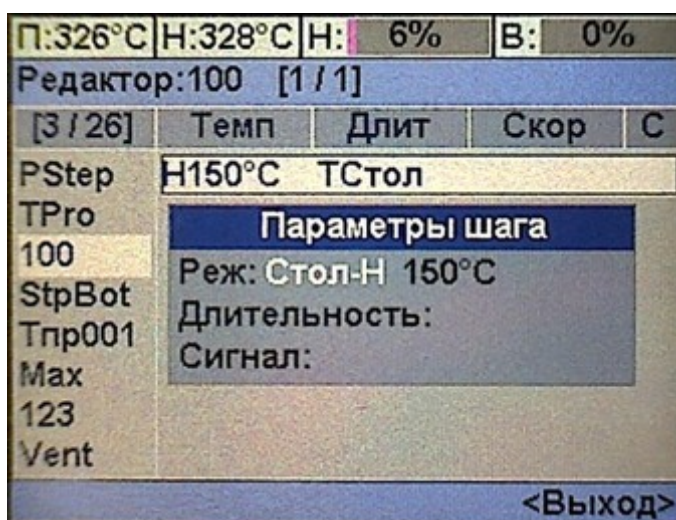 П:326°C Н:328°C Н: 6% В: 0%
Редактор:100 [1 / 1]
[3 / 26] Темп Длит Скор С
PStep Н150°C ТСтол
TPro
100
StpBot
Тпр001
Max
123
Vent
Параметры шага
Реж: Стол-Н 150°C
Длительность:
Сигнал:
<Выход>